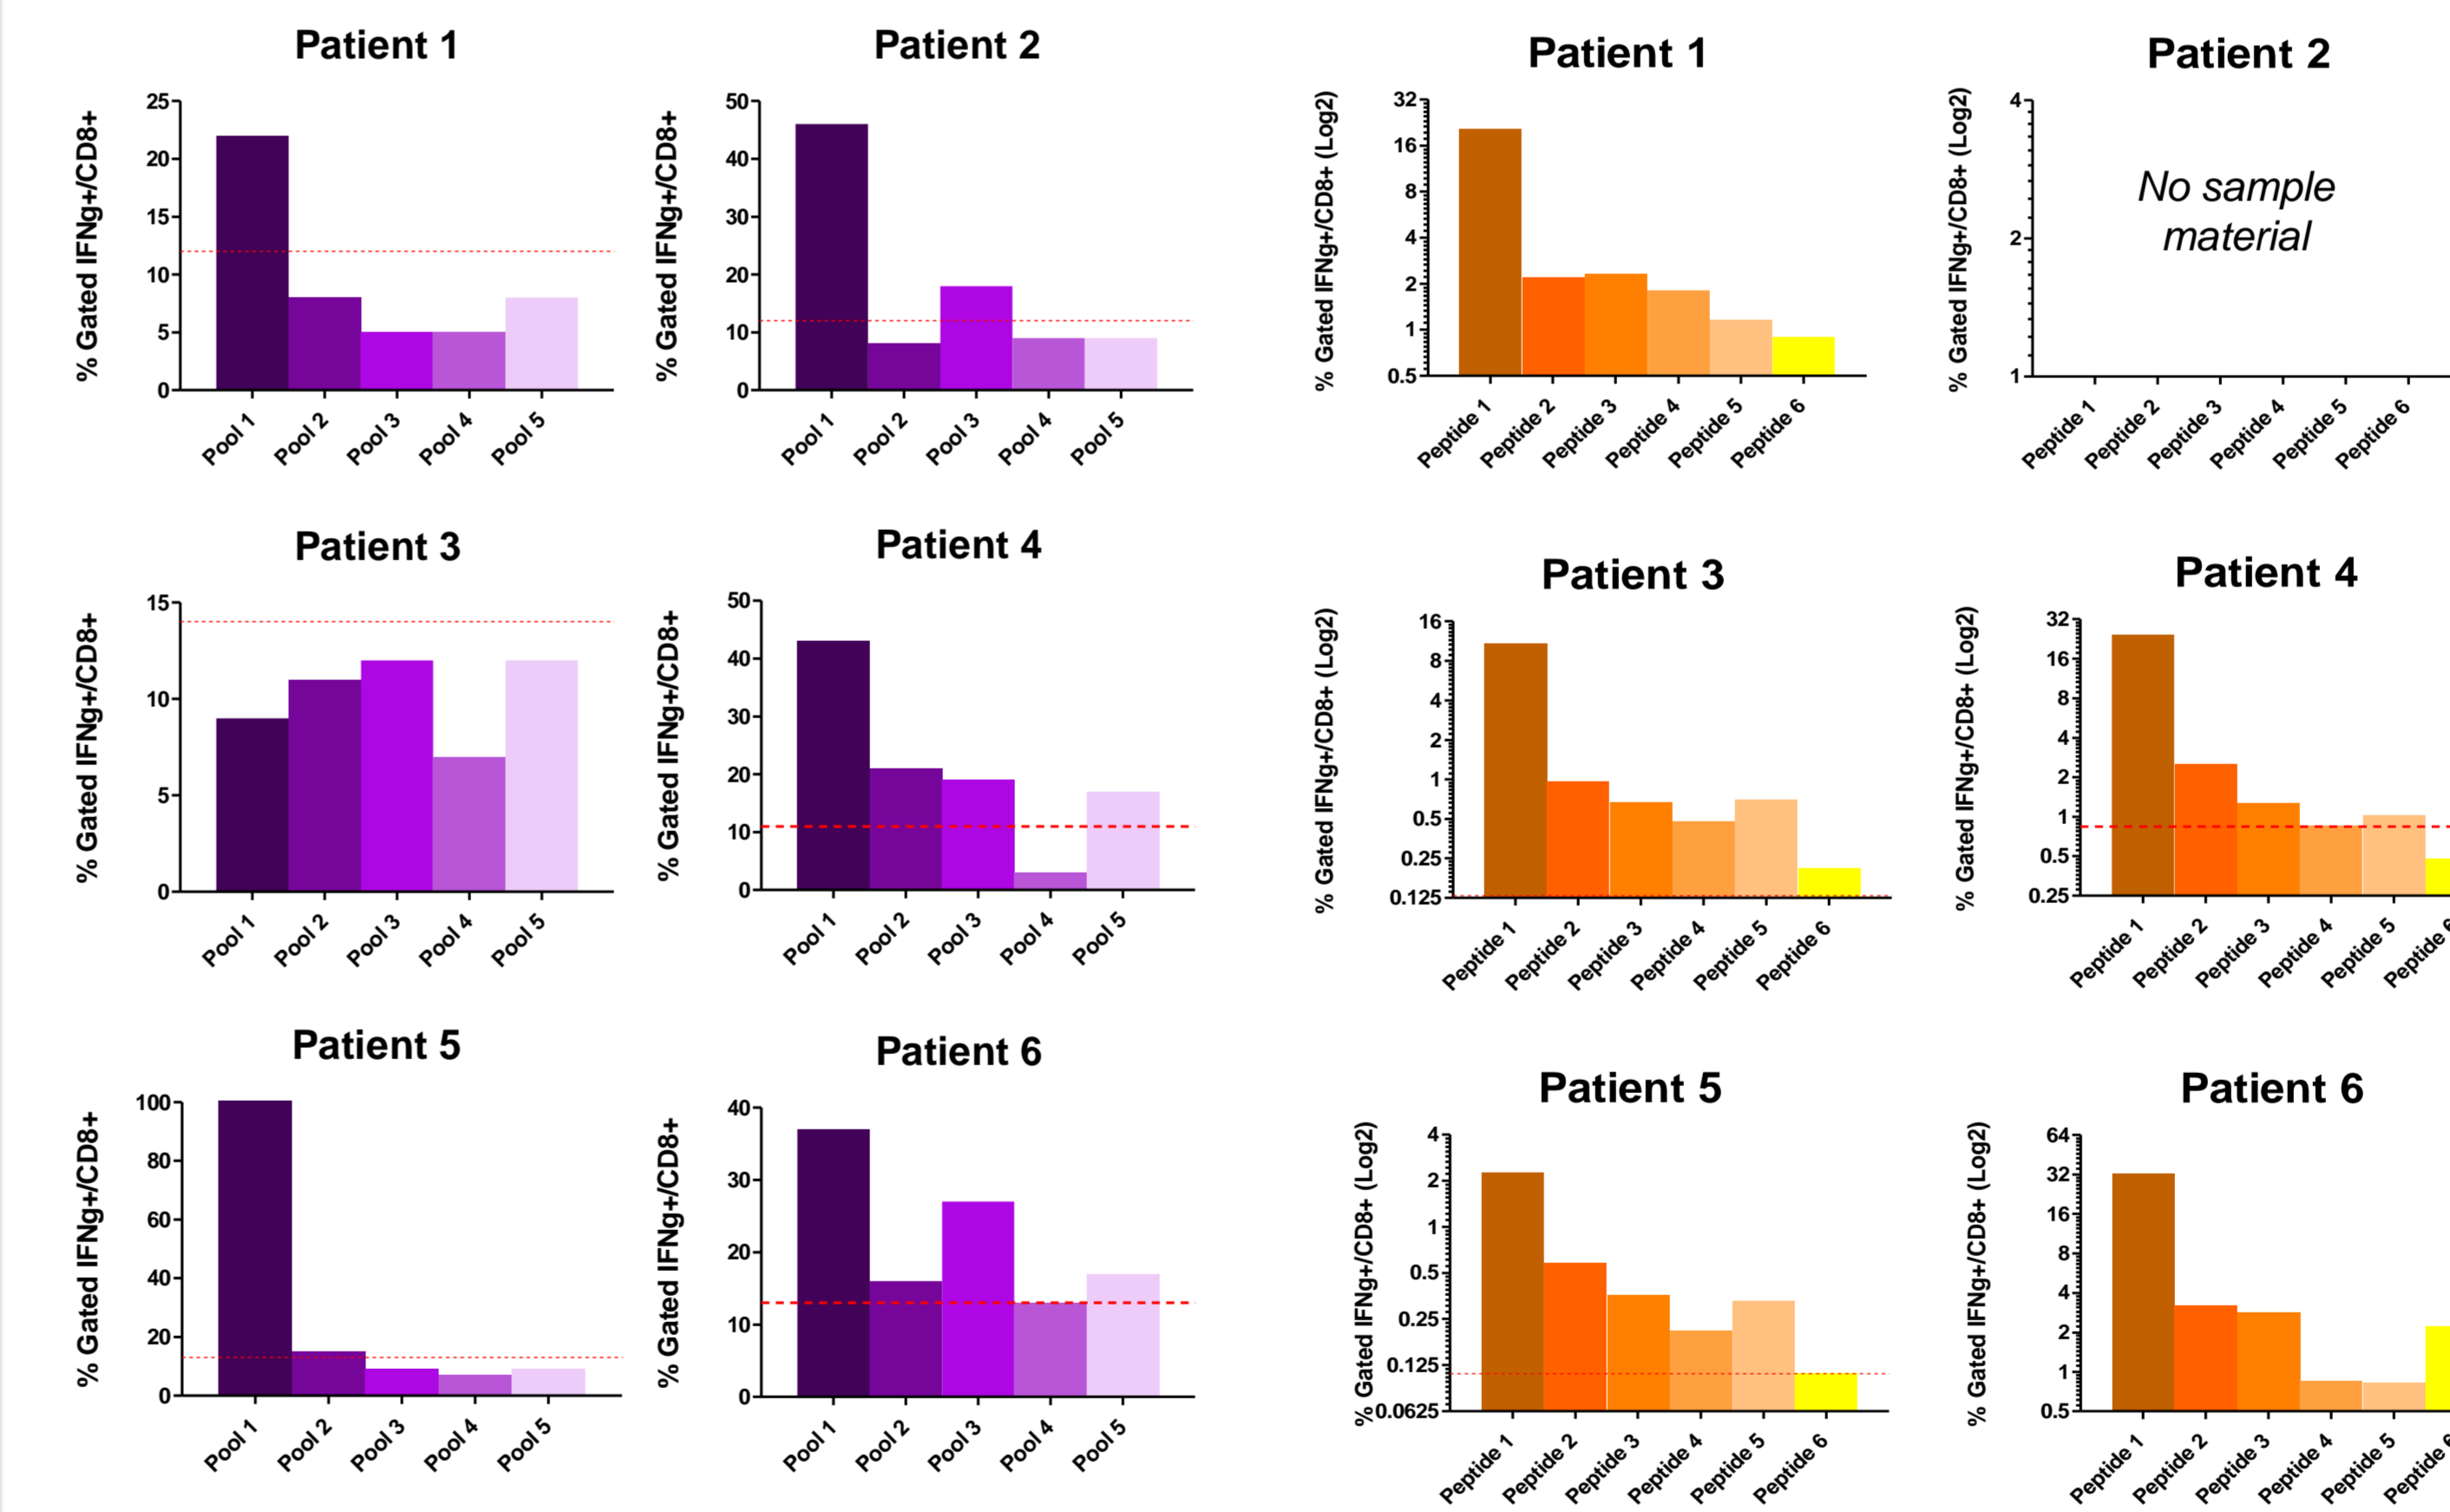 Patient 1
% Gated IFNg+/CD8+
25
20
15
10
5
0
Pool 1
Pool 2
Pool 3
Pool 4
Pool 5
Patient 2
% Gated IFNg+/CD8+
50
40
30
20
10
0
Pool 1
Pool 2
Pool 3
Pool 4
Pool 5
Patient 1
% Gated IFNg+/CD8+ (Log2)
32
16
8
4
2
1
0.5
Peptide 1
Peptide 2
Peptide 3
Peptide 4
Peptide 5
Peptide 6
Patient 2
% Gated IFNg+/CD8+ (Log2)
4
2
1
No sample
material
Peptide 1
Peptide 2
Peptide 3
Peptide 4
Peptide 5
Peptide 6
Patient 3
% Gated IFNg+/CD8+
15
10
5
0
Pool 1
Pool 2
Pool 3
Pool 4
Pool 5
Patient 4
% Gated IFNg+/CD8+
50
40
30
20
10
0
Pool 1
Pool 2
Pool 3
Pool 4
Pool 5
Patient 3
% Gated IFNg+/CD8+ (Log2)
16
8
4
2
1
0.5
0.25
0.125
Peptide 1
Peptide 2
Peptide 3
Peptide 4
Peptide 5
Peptide 6
Patient 4
% Gated IFNg+/CD8+ (Log2)
32
16
8
4
2
1
0.5
0.25
Peptide 1
Peptide 2
Peptide 3
Peptide 4
Peptide 5
Peptide 6
Patient 5
% Gated IFNg+/CD8+
100
80
60
40
20
0
Pool 1
Pool 2
Pool 3
Pool 4
Pool 5
Patient 6
% Gated IFNg+/CD8+
40
30
20
10
0
Pool 1
Pool 2
Pool 3
Pool 4
Pool 5
Patient 5
% Gated IFNg+/CD8+ (Log2)
4
2
1
0.5
0.25
0.125
0.0625
Peptide 1
Peptide 2
Peptide 3
Peptide 4
Peptide 5
Peptide 6
Patient 6
% Gated IFNg+/CD8+ (Log2)
64
32
16
8
4
2
1
0.5
Peptide 1
Peptide 2
Peptide 3
Peptide 4
Peptide 5
Peptide 6